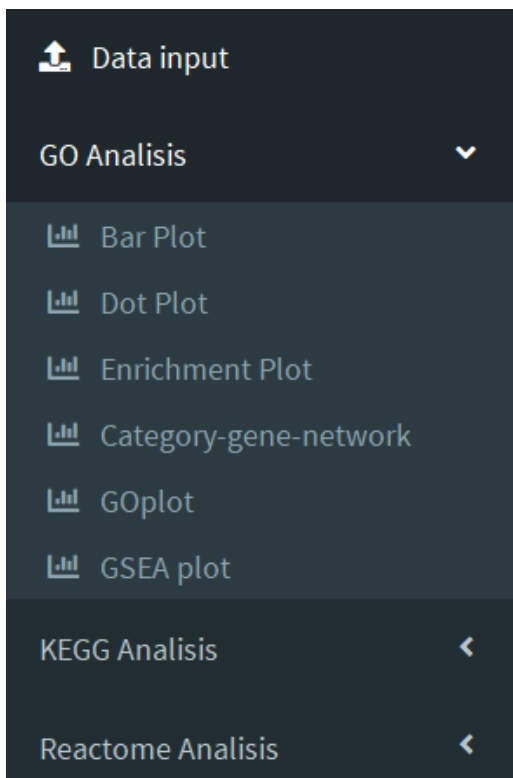 Data input
GO Analisis
Bar Plot
Dot Plot
Enrichment Plot
Category-gene-network
GOplot
GSEA plot
KEGG Analisis
Reactome Analisis